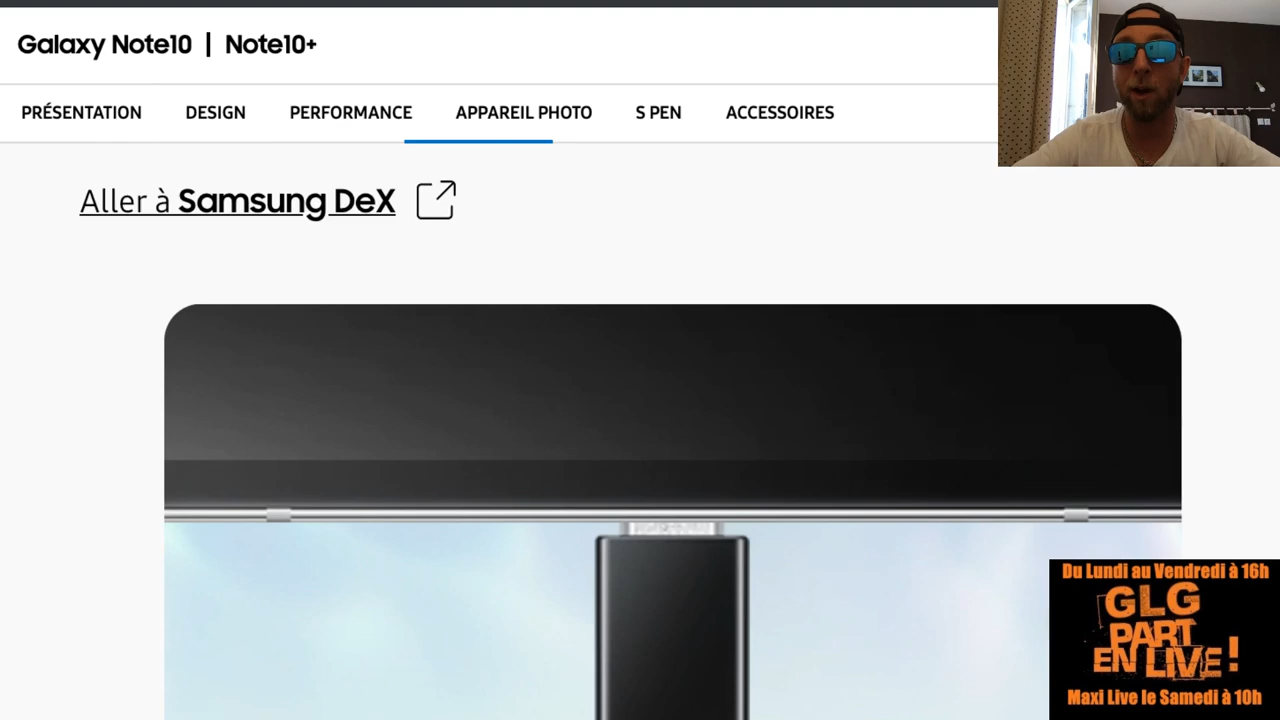 Galaxy Note10 | Note10+
PRÉSENTATION DESIGN PERFORMANCE APPAREIL PHOTO S PEN ACCESSOIRES
Aller à Samsung DeX
Du Lundi au Vendredi à 16h
GLG
PART
EN LIVE !
Maxi Live le Samedi à 10h